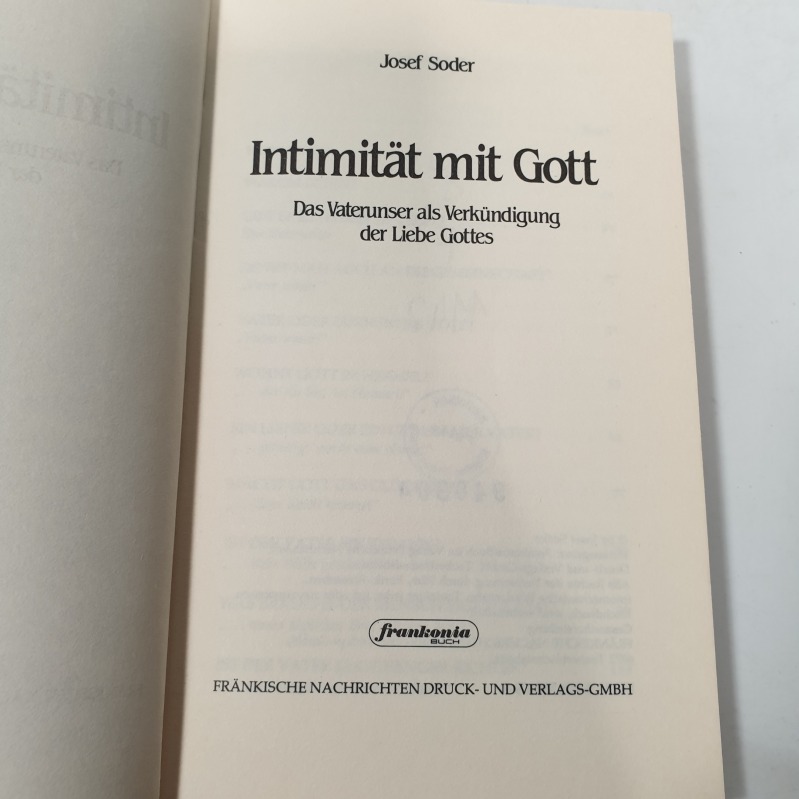 Josef Soder
Intimität mit Gott
Das Vaterunser als Verkündigung
der Liebe Gottes
frankonia
BUCH
FRÄNKISCHE NACHRICHTEN DRUCK- UND VERLAGS-GMBH